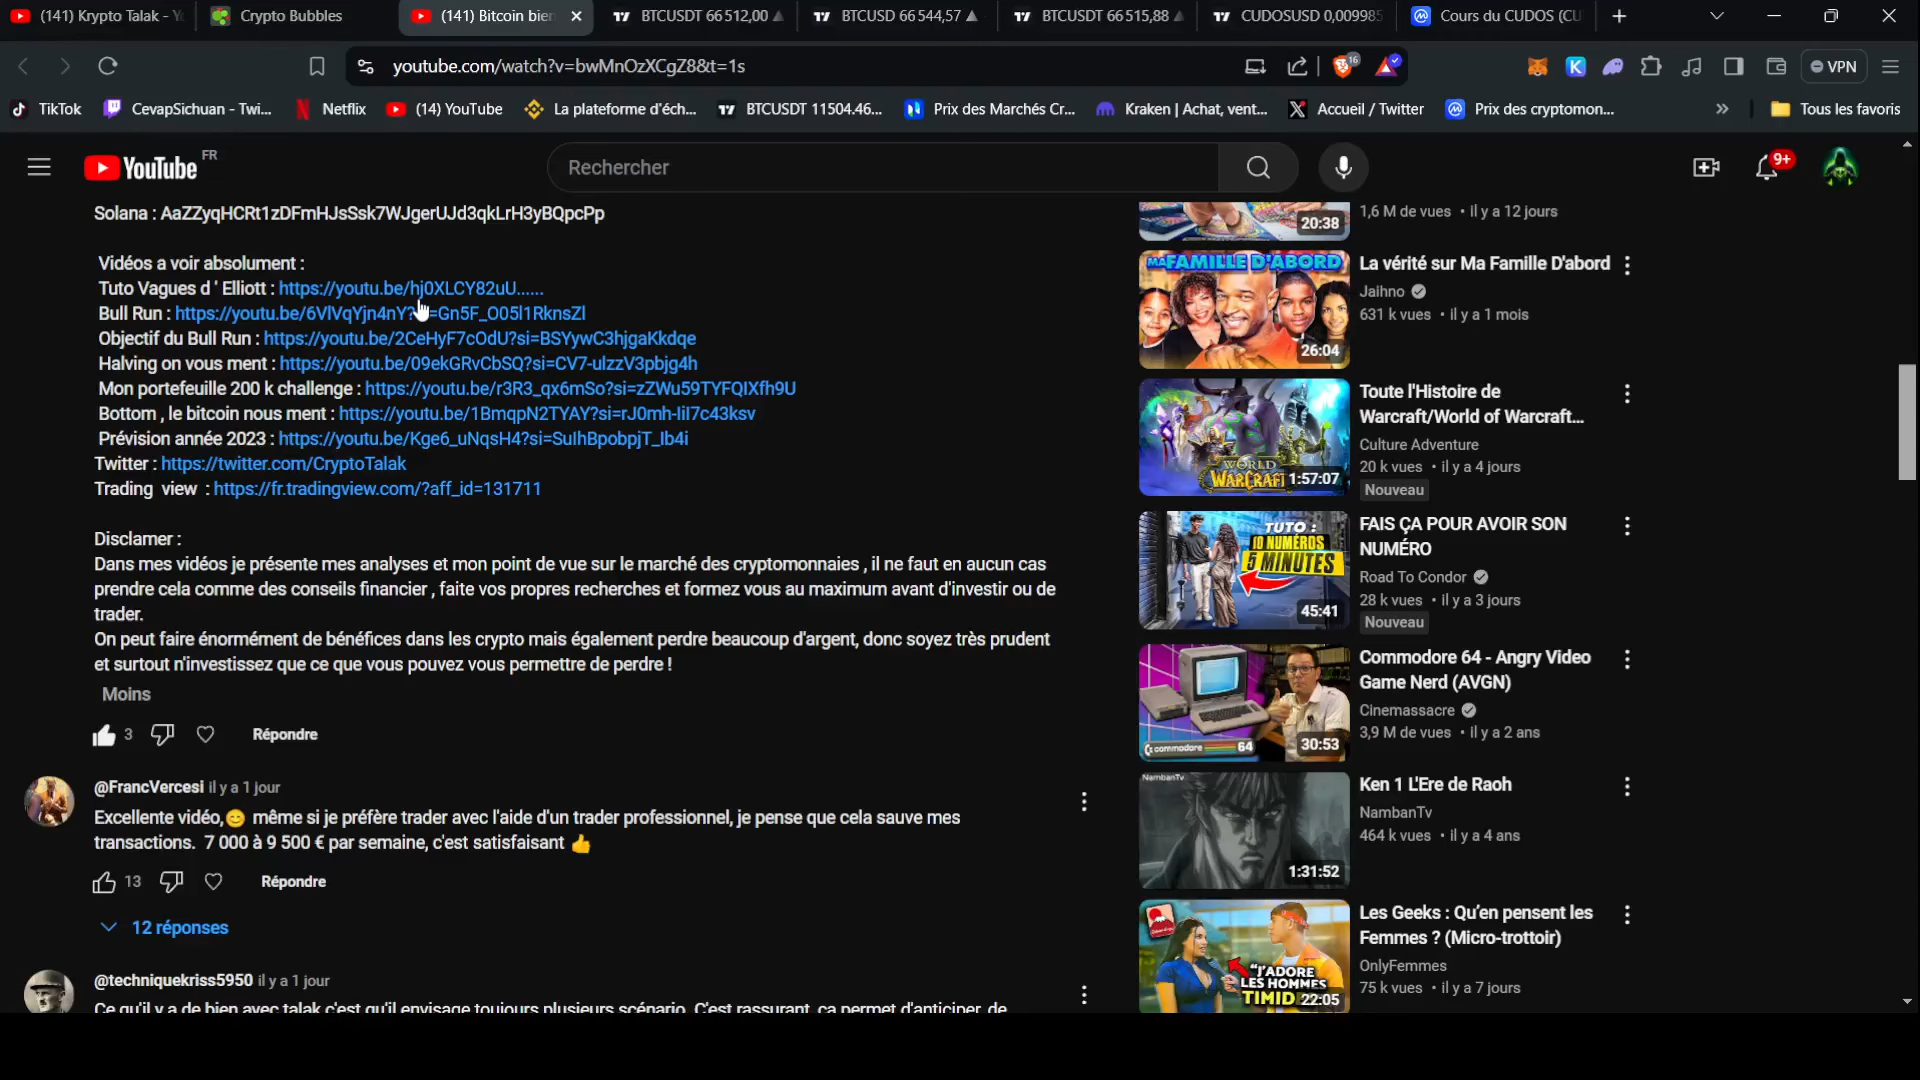 (141) Krypto Talak - Y
Crypto Bubbles
(141) Bitcoin bien
BTCUSDT 66 512,00
BTCUSD 66 544,57
BTCUSDT 66 515,88
CUDOSUSD 0,009985
Cours du CUDOS (CU
youtube.com/watch?v=bwMnOzXCgZ8&t=1s
16
VPN
TikTok
CevapSichuan - Twi...
Netflix
(14) YouTube
La plateforme d'éch...
BTCUSDT 11504.46...
Prix des Marchés Cr...
Kraken | Achat, vent...
Accueil / Twitter
Prix des cryptomon...
Tous les favoris
YouTube FR
Rechercher
9+
Solana : AaZZyqHCRt1zDFmHJsSsk7WJgerUJd3qkLrH3yBQpcPp
Vidéos a voir absolument :
Tuto Vagues d ' Elliott : https://youtu.be/hj0XLCY82uU......
Bull Run : https://youtu.be/6VlVqYjn4nY?=Gn5F_O05l1RknsZl
Objectif du Bull Run : https://youtu.be/2CeHyF7cOdU?si=BSYywC3hjgaKkdqe
Halving on vous ment : https://youtu.be/09ekGRvCbSQ?si=CV7-ulzzV3pbjg4h
Mon portefeuille 200 k challenge : https://youtu.be/r3R3_qx6mSo?si=zZWu59TYFQIXfh9U
Bottom , le bitcoin nous ment : https://youtu.be/1BmqpN2TYAY?si=rJ0mh-lil7c43ksv
Prévision année 2023 : https://youtu.be/Kge6_uNqsH4?si=SulhBpobpjT_Ib4i
Twitter : https://twitter.com/CryptoTalak
Trading view : https://fr.tradingview.com/?aff_id=131711
Disclamer :
Dans mes vidéos je présente mes analyses et mon point de vue sur le marché des cryptomonnaies , il ne faut en aucun cas
prendre cela comme des conseils financier , faite vos propres recherches et formez vous au maximum avant d'investir ou de
trader.
On peut faire énormément de bénéfices dans les crypto mais également perdre beaucoup d'argent, donc soyez très prudent
et surtout n'investissez que ce que vous pouvez vous permettre de perdre !
Moins
3
Répondre
@FrancVercesi il y a 1 jour
Excellente vidéo,😊 même si je préfère trader avec l'aide d'un trader professionnel, je pense que cela sauve mes
transactions. 7 000 à 9 500 € par semaine, c'est satisfaisant 👍
13
Répondre
12 réponses
@techniquekriss5950 il y a 1 jour
Ce qu'il y a de bien avec talak c'est qu'il envisage toujours plusieurs scénario. C'est rassurant, ça permet d'anticiper, de
20:38
1,6 M de vues • il y a 12 jours
MA FAMILLE D'ABORD
26:04
La vérité sur Ma Famille D'abord
Jaihno
631 k vues • il y a 1 mois
WORLD
WARCRAFT
1:57:07
Toute l'Histoire de
Warcraft/World of Warcraft...
Culture Adventure
20 k vues • il y a 4 jours
Nouveau
TUTO :
10 NUMÉROS
5 MINUTES
45:41
FAIS ÇA POUR AVOIR SON
NUMÉRO
Road To Condor
28 k vues • il y a 3 jours
Nouveau
commodore 64
30:53
Commodore 64 - Angry Video
Game Nerd (AVGN)
Cinemassacre
3,9 M de vues • il y a 2 ans
NambanTv
1:31:52
Ken 1 L'Ere de Raoh
NambanTV
464 k vues • il y a 4 ans
"J'ADORE
LES HOMMES
TIMID
22:05
Les Geeks : Qu'en pensent les
Femmes ? (Micro-trottoir)
OnlyFemmes
75 k vues • il y a 7 jours